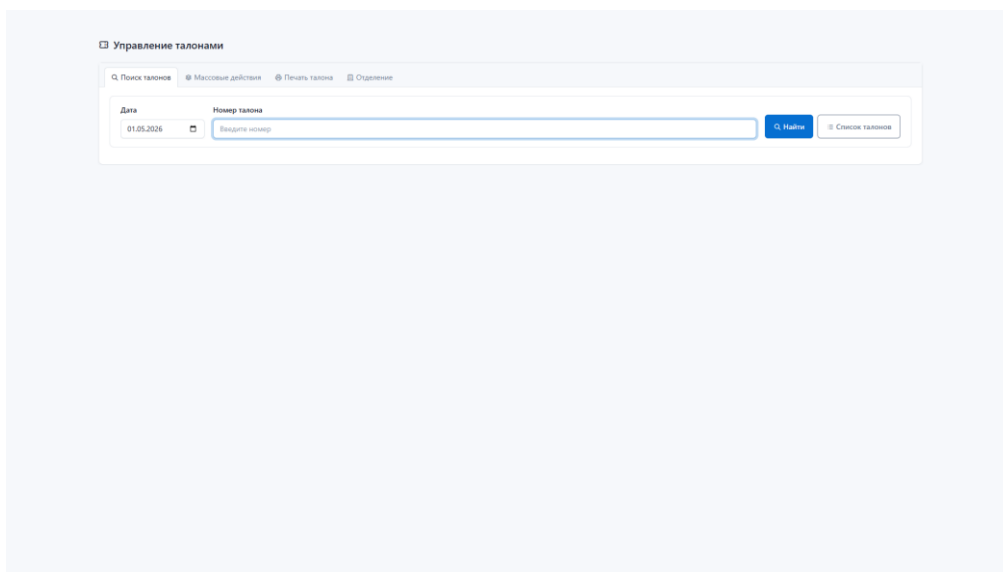 Управление талонами
Поиск талонов Массовые действия Печать талона Отделение
Дата Номер талона
01.05.2026 Введите номер Найти Список талонов